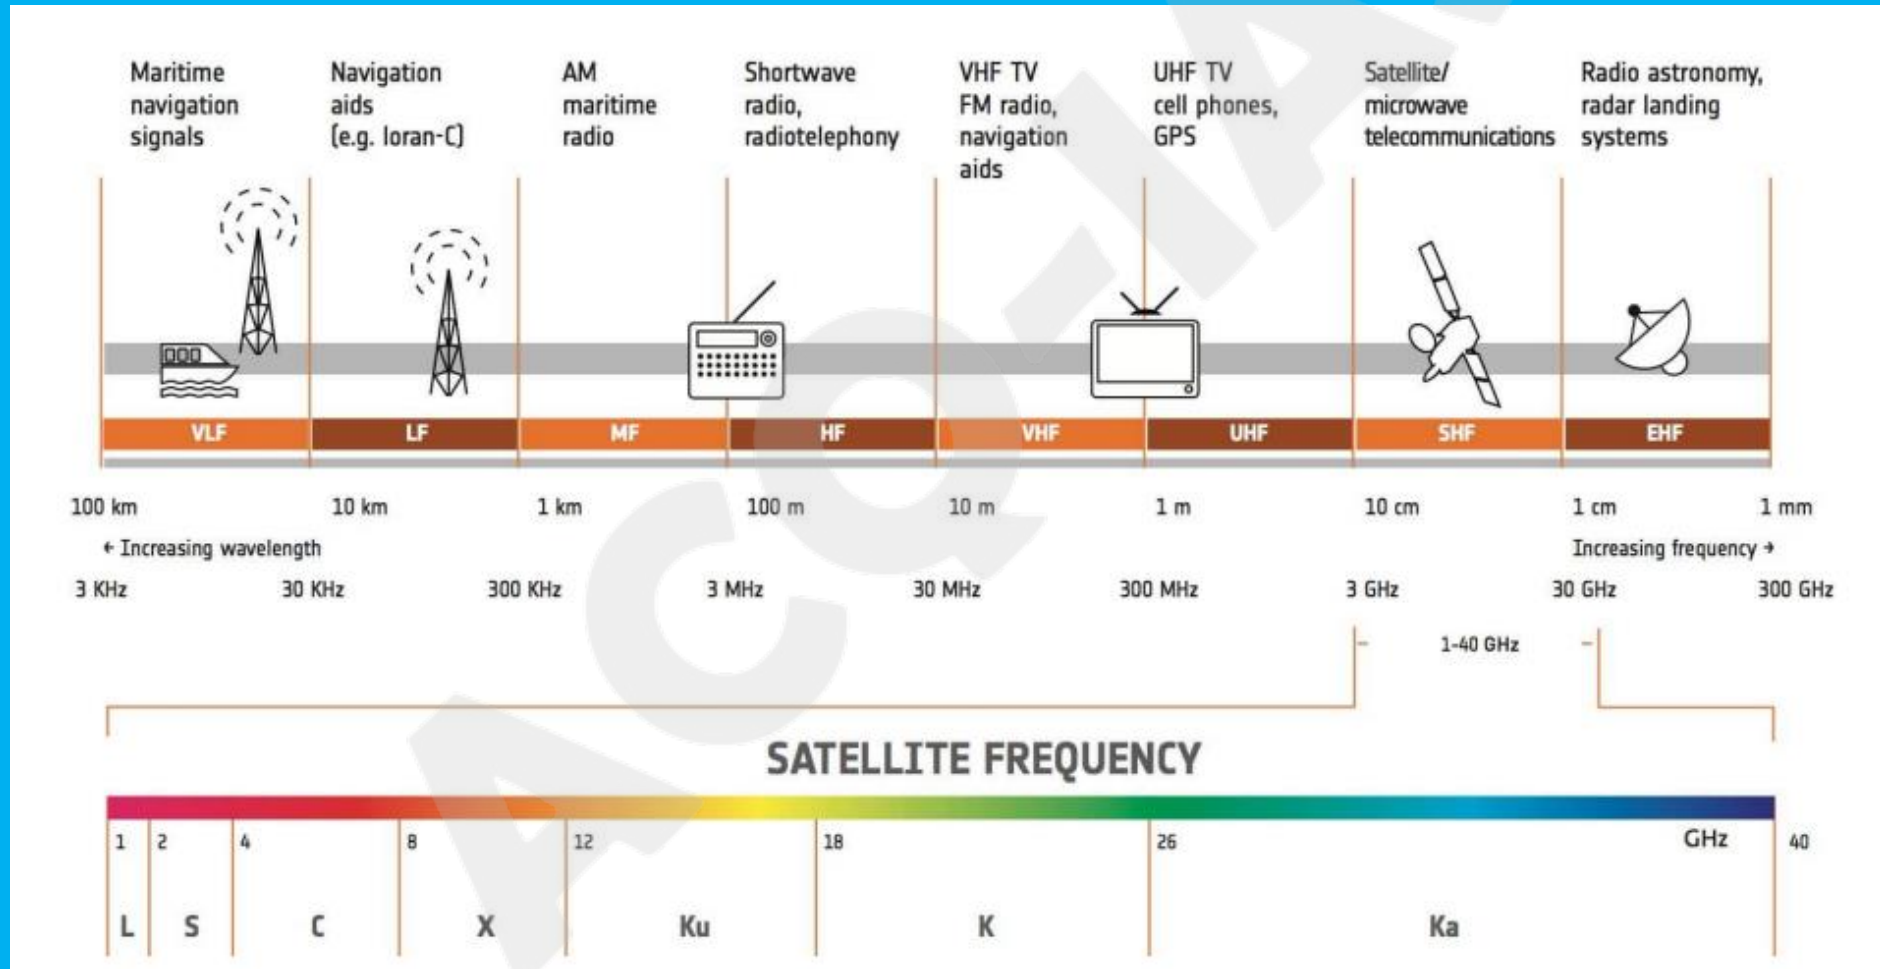 Maritime
navigation
signals
Navigation
aids
(e.g. loran-C)
AM
maritime
radio
Shortwave
radio,
radiotelephony
VHF TV
FM radio,
navigation
aids
UHF TV
cell phones,
GPS
Satellite/
microwave
telecommunications
Radio astronomy,
radar landing
systems
VLF LF MF HF VHF UHF SHF EHF
100 km 10 km 1 km 100 m 10 m 1 m 10 cm 1 cm 1 mm
← Increasing wavelength Increasing frequency →
3 KHz 30 KHz 300 KHz 3 MHz 30 MHz 300 MHz 3 GHz 30 GHz 300 GHz
1-40 GHz
SATELLITE FREQUENCY
1 2 4 8 12 18 26 GHz 40
L S C X Ku K Ka